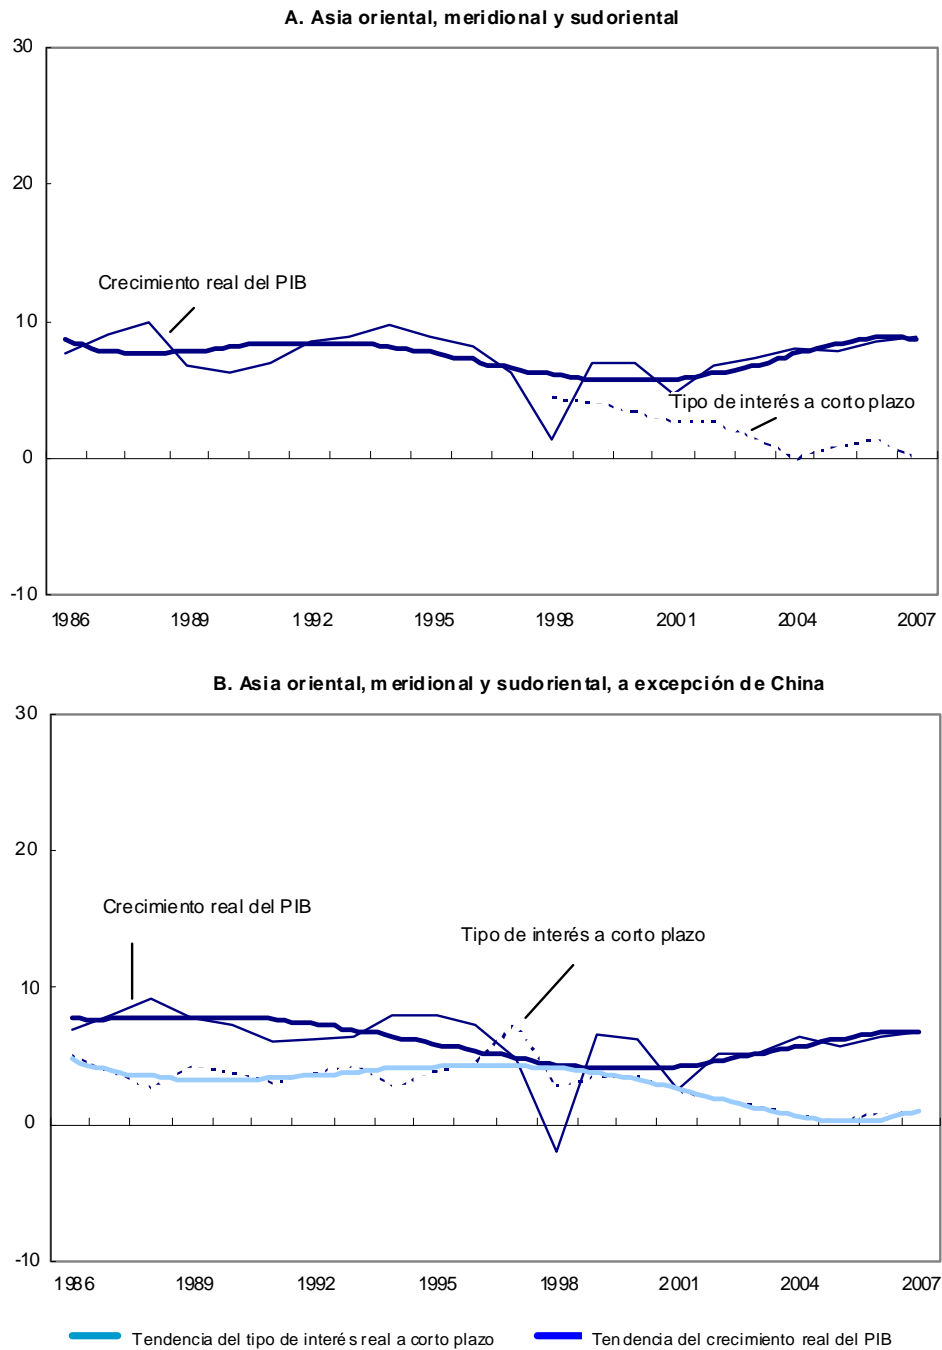 A. Asia oriental, meridional y sudoriental
30
20
Crecimiento real del PIB
10
Tipo de interés a corto plazo
0
-10
1986 1989 1992 1995 1998 2001 2004 2007
B. Asia oriental, meridional y sudoriental, a excepción de China
30
20
Crecimiento real del PIB
Tipo de interés a corto plazo
10
0
-10
1986 1989 1992 1995 1998 2001 2004 2007
Tendencia del tipo de interés real a corto plazo Tendencia del crecimiento real del PIB